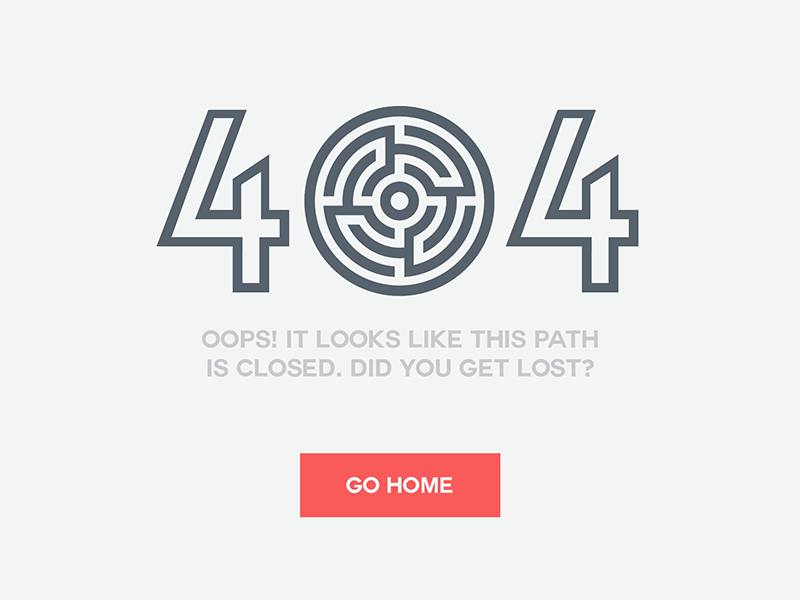 404
OOPS! IT LOOKS LIKE THIS PATH
IS CLOSED. DID YOU GET LOST?
GO HOME